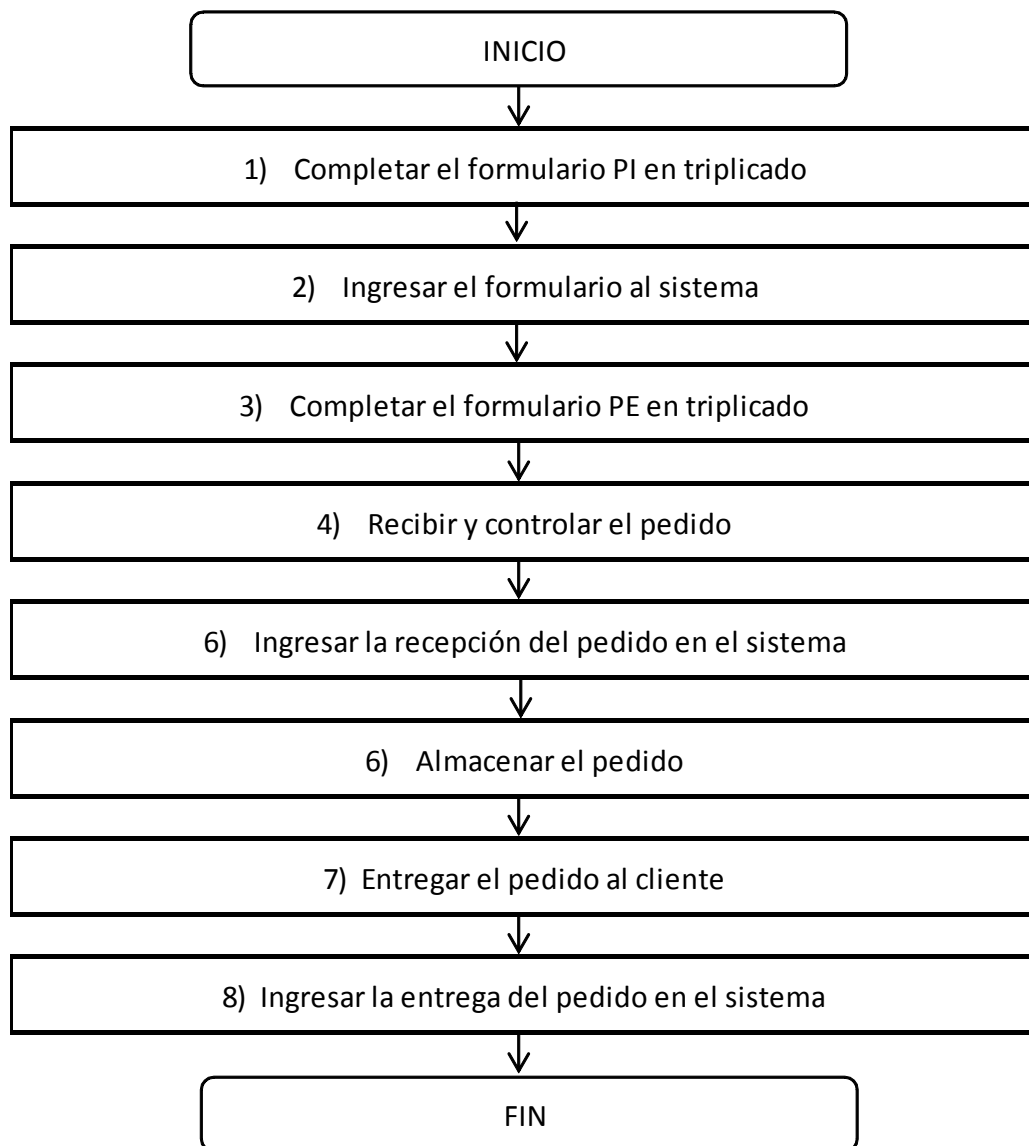 INICIO
1) Completar el formulario PI en triplicado
2) Ingresar el formulario al sistema
3) Completar el formulario PE en triplicado
4) Recibir y controlar el pedido
6) Ingresar la recepción del pedido en el sistema
6) Almacenar el pedido
7) Entregar el pedido al cliente
8) Ingresar la entrega del pedido en el sistema
FIN